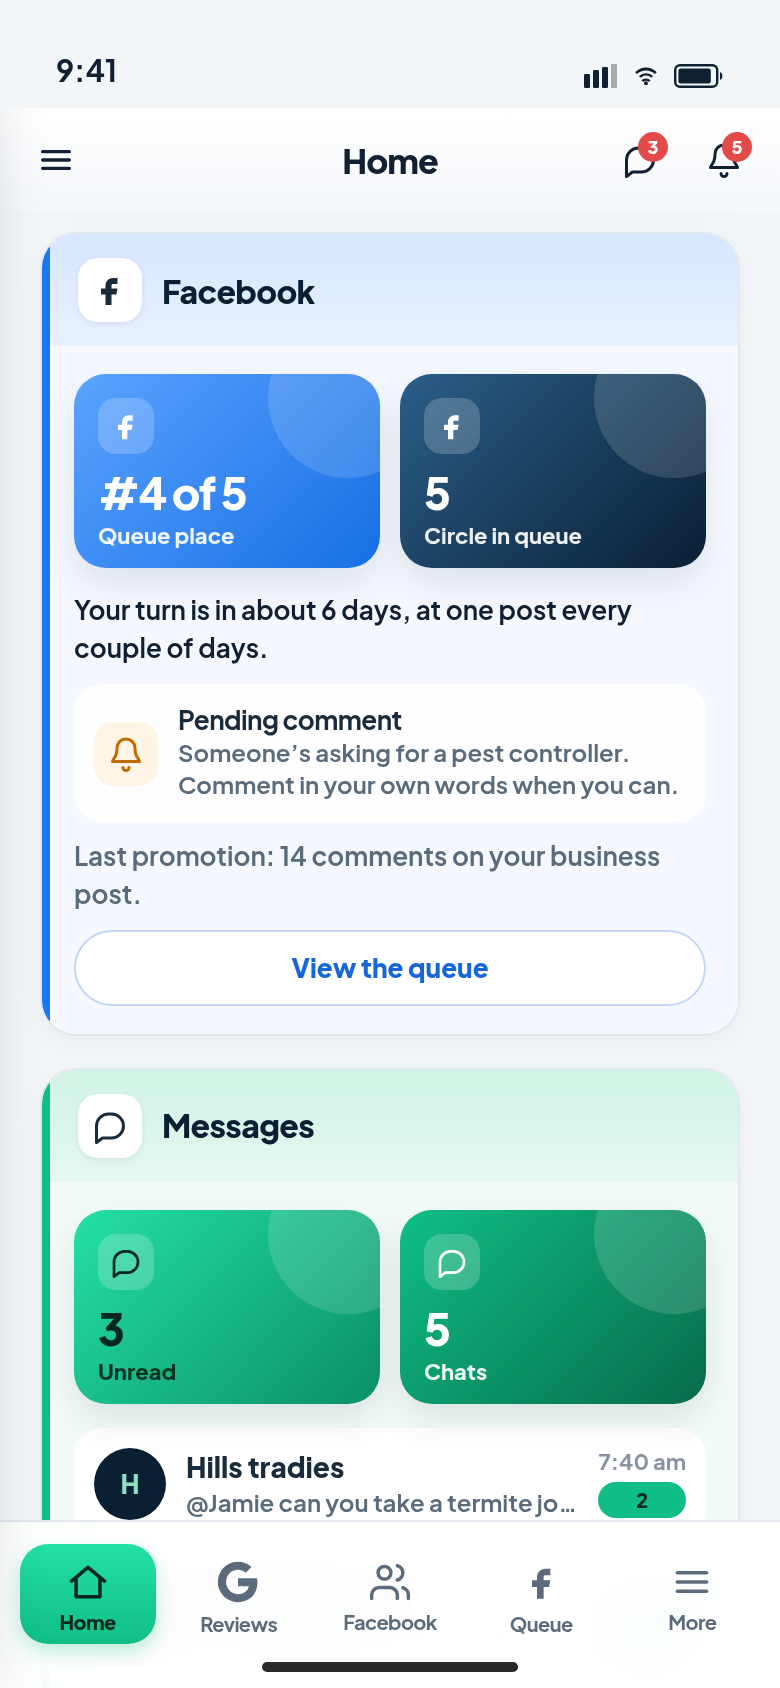 9:41
Home
3
5
Facebook
#4 of 5
Queue place
5
Circle in queue
Your turn is in about 6 days, at one post every
couple of days.
Pending comment
Someone’s asking for a pest controller.
Comment in your own words when you can.
Last promotion: 14 comments on your business
post.
View the queue
Messages
3
Unread
5
Chats
H
Hills tradies
7:40 am
@Jamie can you take a termite jo…
2
Home
Reviews
Facebook
Queue
More